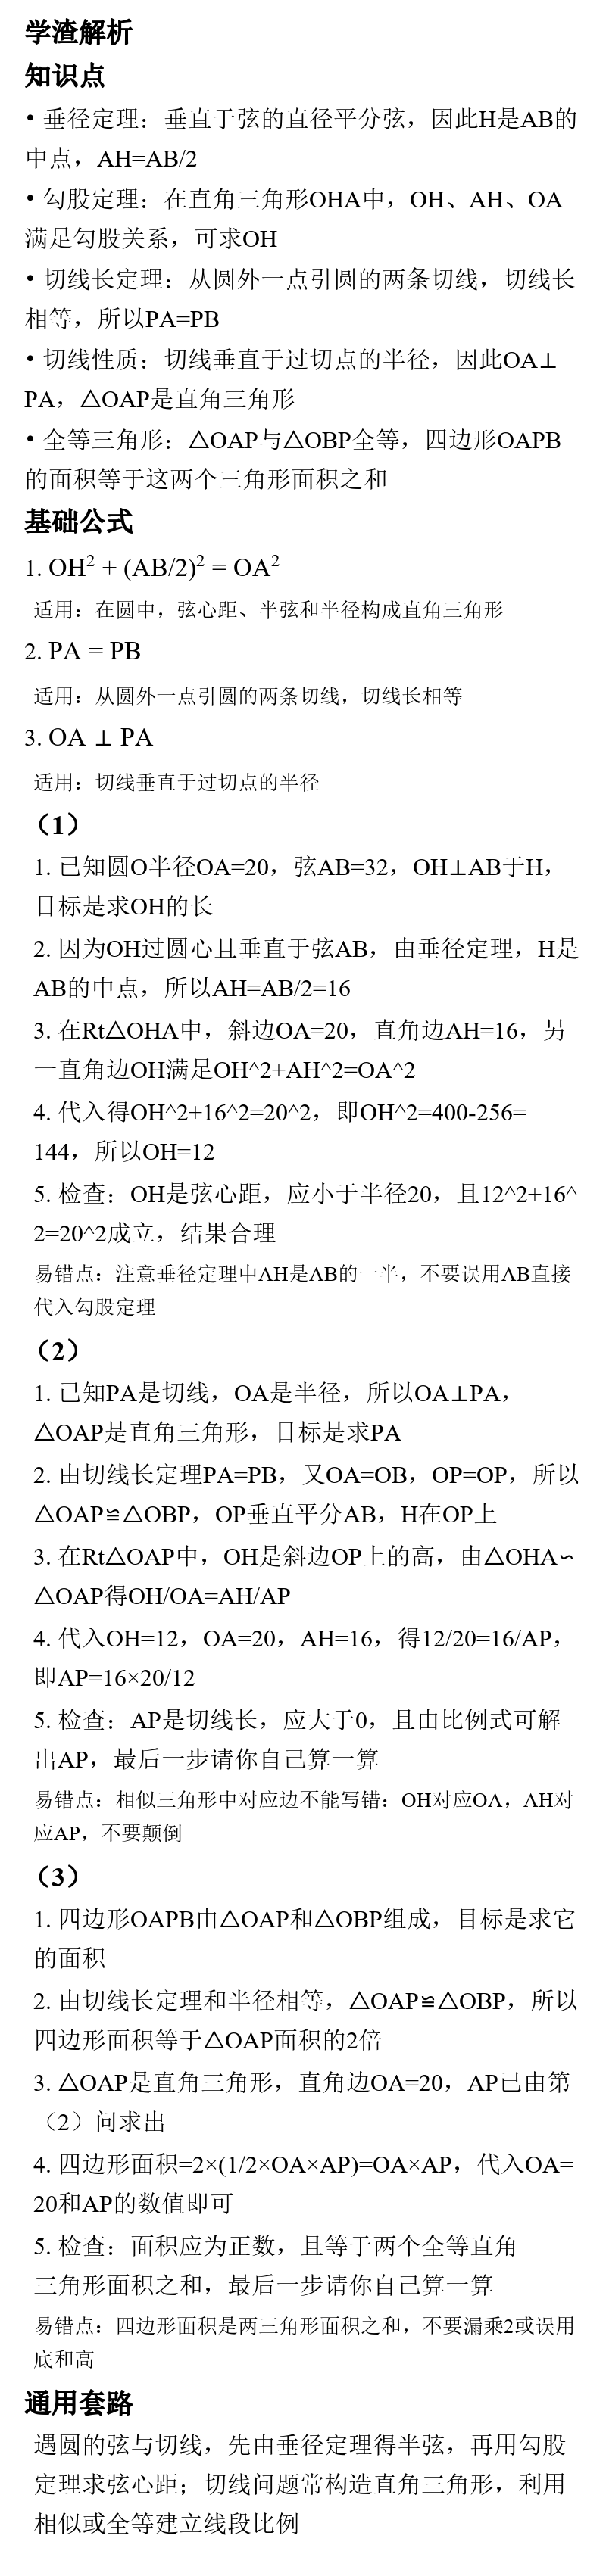 学渣解析
知识点
• 垂径定理：垂直于弦的直径平分弦，因此H是AB的
中点，AH=AB/2
• 勾股定理：在直角三角形OHA中，OH、AH、OA
满足勾股关系，可求OH
• 切线长定理：从圆外一点引圆的两条切线，切线长
相等，所以PA=PB
• 切线性质：切线垂直于过切点的半径，因此OA⊥
PA，△OAP是直角三角形
• 全等三角形：△OAP与△OBP全等，四边形OAPB
的面积等于这两个三角形面积之和
基础公式
1. OH² + (AB/2)² = OA²
适用：在圆中，弦心距、半弦和半径构成直角三角形
2. PA = PB
适用：从圆外一点引圆的两条切线，切线长相等
3. OA ⊥ PA
适用：切线垂直于过切点的半径
（1）
1. 已知圆O半径OA=20，弦AB=32，OH⊥AB于H，
目标是求OH的长
2. 因为OH过圆心且垂直于弦AB，由垂径定理，H是
AB的中点，所以AH=AB/2=16
3. 在Rt△OHA中，斜边OA=20，直角边AH=16，另
一直角边OH满足OH^2+AH^2=OA^2
4. 代入得OH^2+16^2=20^2，即OH^2=400-256=
144，所以OH=12
5. 检查：OH是弦心距，应小于半径20，且12^2+16^
2=20^2成立，结果合理
易错点：注意垂径定理中AH是AB的一半，不要误用AB直接
代入勾股定理
（2）
1. 已知PA是切线，OA是半径，所以OA⊥PA，
△OAP是直角三角形，目标是求PA
2. 由切线长定理PA=PB，又OA=OB，OP=OP，所以
△OAP≌△OBP，OP垂直平分AB，H在OP上
3. 在Rt△OAP中，OH是斜边OP上的高，由△OHA∽
△OAP得OH/OA=AH/AP
4. 代入OH=12，OA=20，AH=16，得12/20=16/AP，
即AP=16×20/12
5. 检查：AP是切线长，应大于0，且由比例式可解
出AP，最后一步请你自己算一算
易错点：相似三角形中对应边不能写错：OH对应OA，AH对
应AP，不要颠倒
（3）
1. 四边形OAPB由△OAP和△OBP组成，目标是求它
的面积
2. 由切线长定理和半径相等，△OAP≌△OBP，所以
四边形面积等于△OAP面积的2倍
3. △OAP是直角三角形，直角边OA=20，AP已由第
（2）问求出
4. 四边形面积=2×(1/2×OA×AP)=OA×AP，代入OA=
20和AP的数值即可
5. 检查：面积应为正数，且等于两个全等直角
三角形面积之和，最后一步请你自己算一算
易错点：四边形面积是两三角形面积之和，不要漏乘2或误用
底和高
通用套路
遇圆的弦与切线，先由垂径定理得半弦，再用勾股
定理求弦心距；切线问题常构造直角三角形，利用
相似或全等建立线段比例